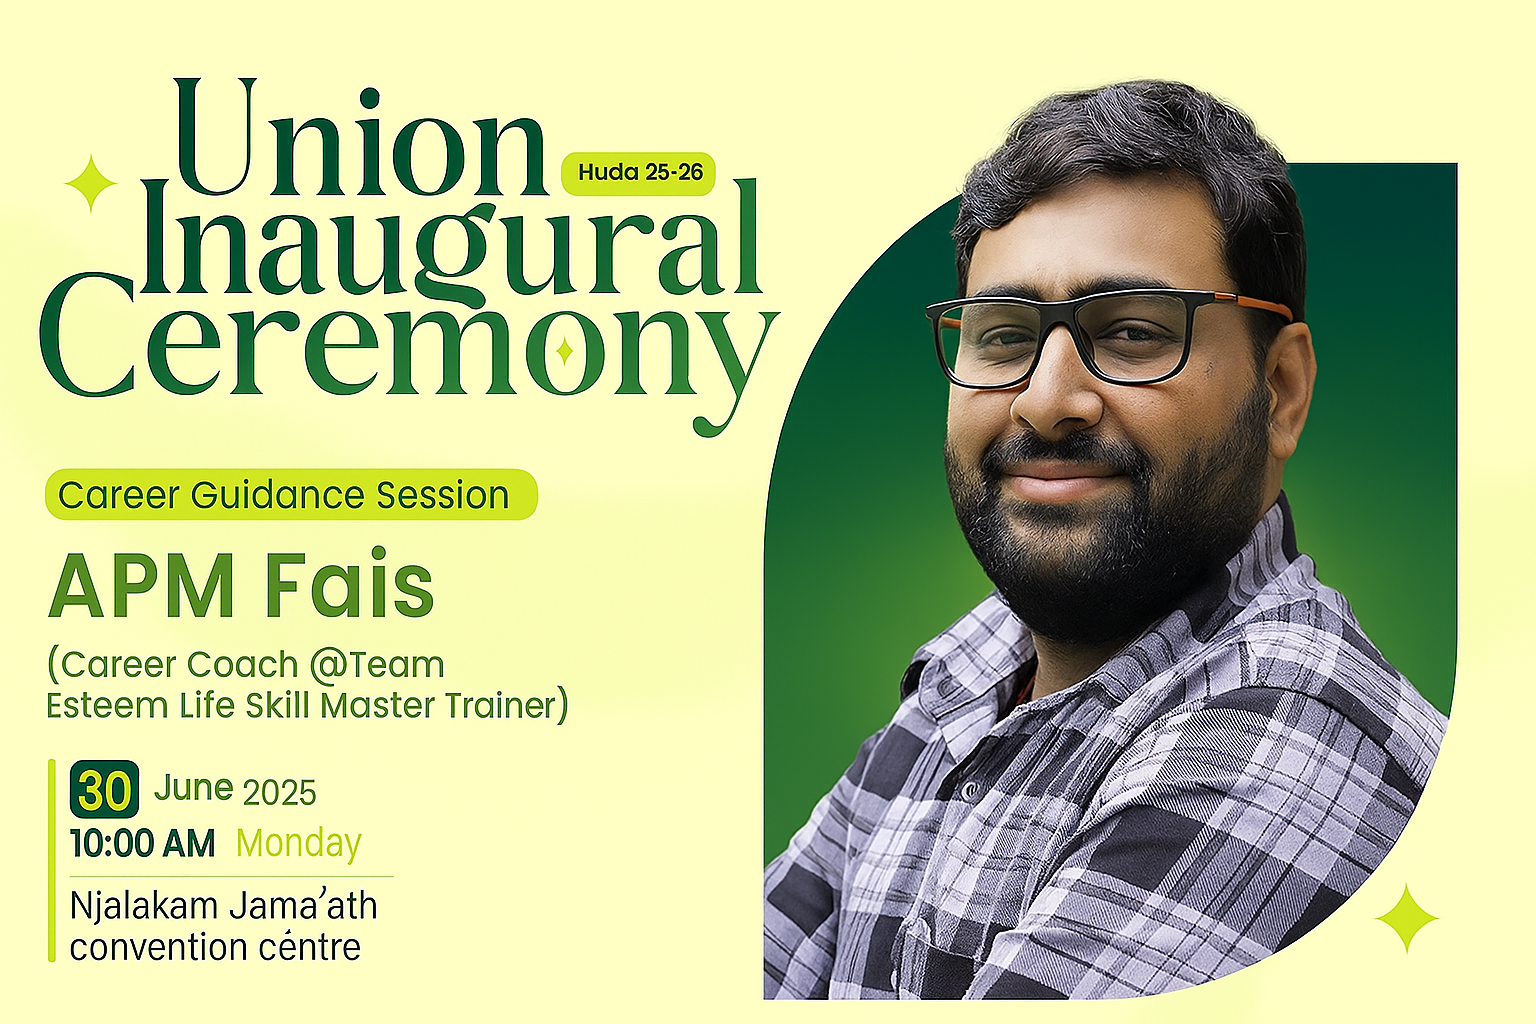 Union
Huda 25-26
Inaugural
Ceremony
Career Guidance Session
APM Fais
(Career Coach @Team
Esteem Life Skill Master Trainer)
30 June 2025
10:00 AM Monday
Njalakam Jama’ath
convention céntre